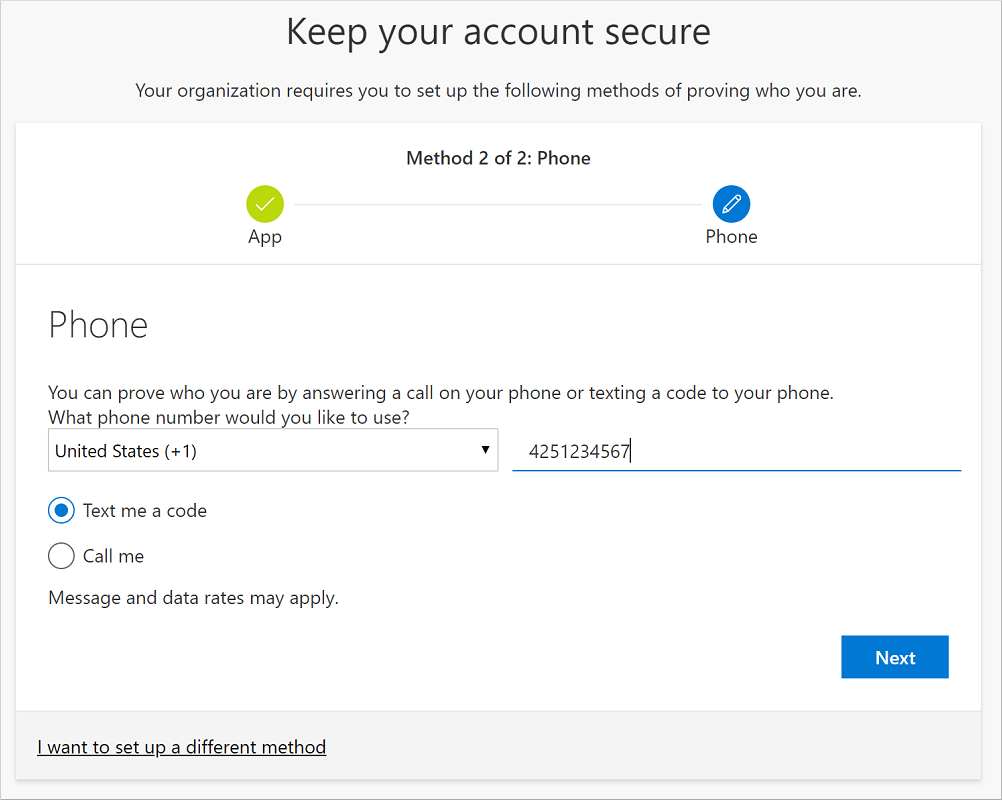 Keep your account secure
Your organization requires you to set up the following methods of proving who you are.
Method 2 of 2: Phone
App
Phone
Phone
You can prove who you are by answering a call on your phone or texting a code to your phone.
What phone number would you like to use?
United States (+1)
4251234567
Text me a code
Call me
Message and data rates may apply.
Next
I want to set up a different method